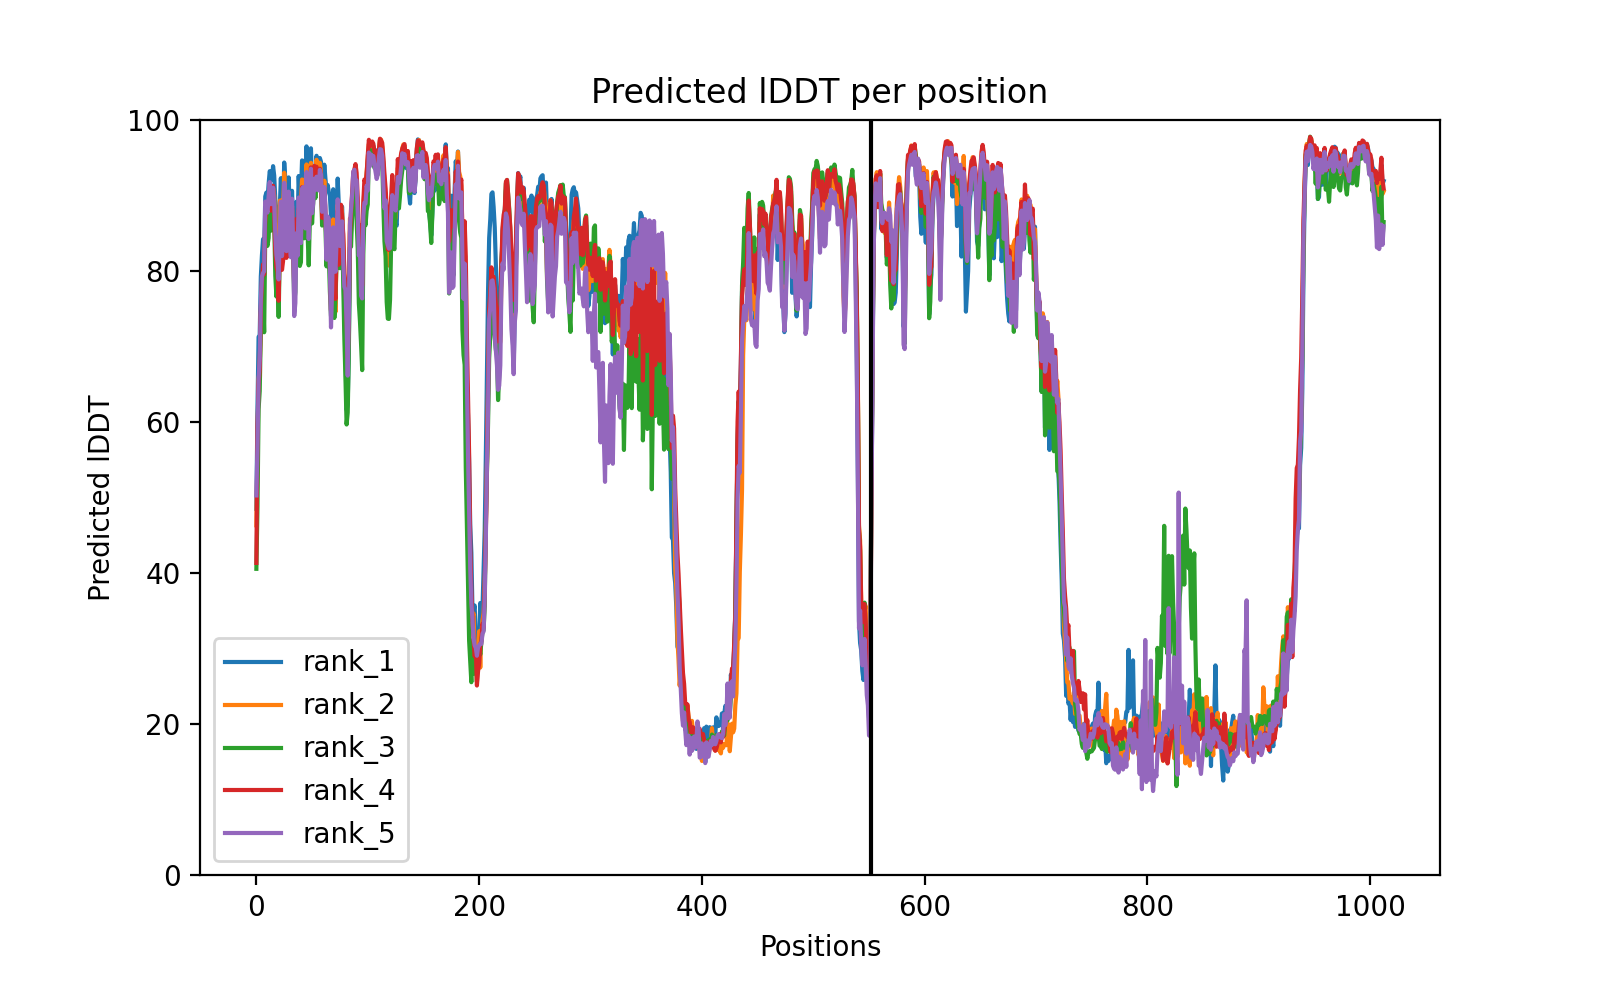 Predicted lDDT per position
100
80
60
40
20
0
Predicted lDDT
rank_1
rank_2
rank_3
rank_4
rank_5
0 200 400 600 800 1000
Positions